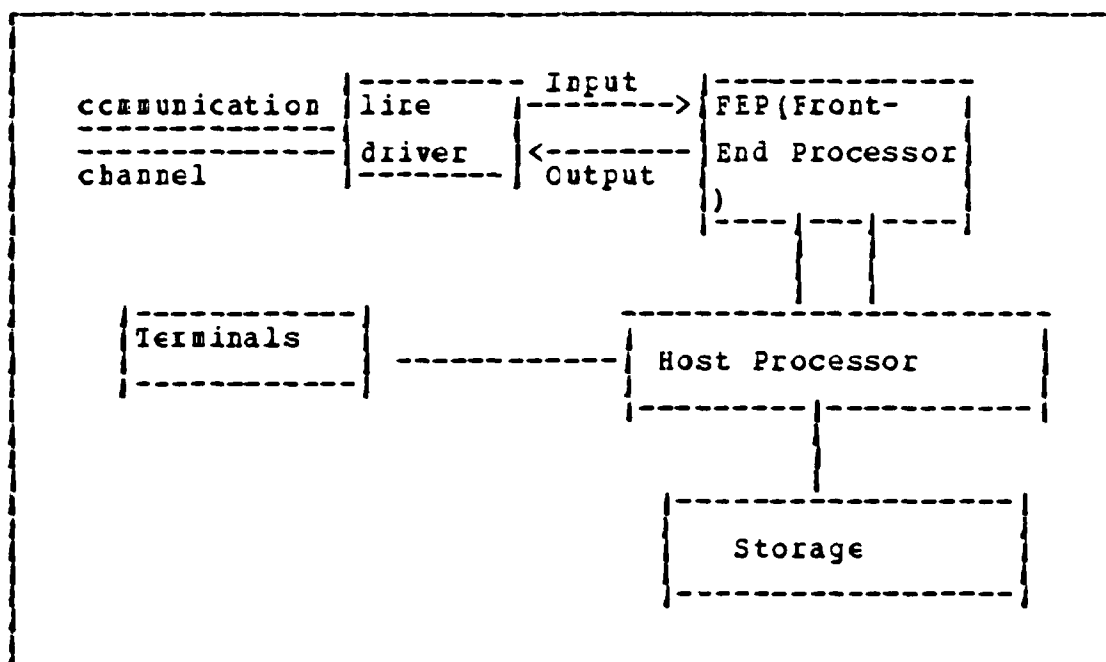 communication
channel
line
driver
Input
Output
FEP(Front-
End Processor
)
Terminals
Host Processor
Storage